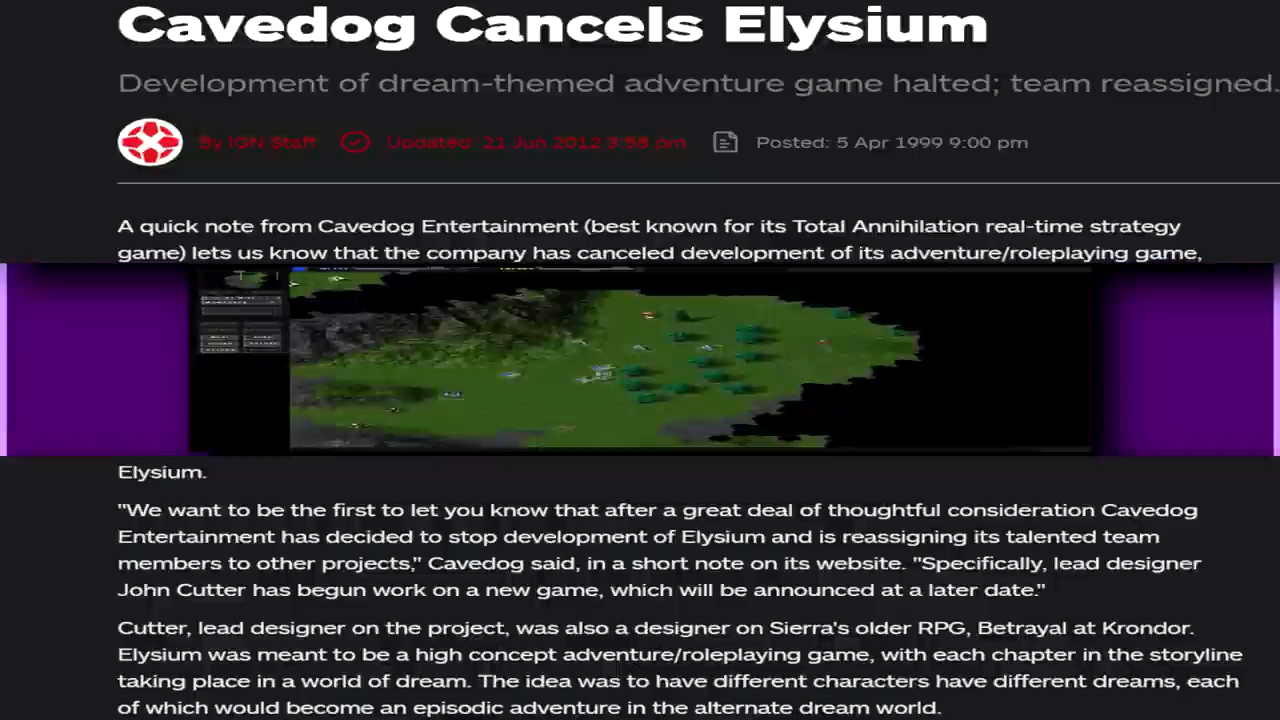 Cavedog Cancels Elysium
Development of dream-themed adventure game halted; team reassigned.
By IGN Staff Updated: 21 Jun 2012 3:58 pm Posted: 5 Apr 1999 9:00 pm
A quick note from Cavedog Entertainment (best known for its Total Annihilation real-time strategy
game) lets us know that the company has canceled development of its adventure/roleplaying game,
Elysium.
"We want to be the first to let you know that after a great deal of thoughtful consideration Cavedog
Entertainment has decided to stop development of Elysium and is reassigning its talented team
members to other projects," Cavedog said, in a short note on its website. "Specifically, lead designer
John Cutter has begun work on a new game, which will be announced at a later date."
Cutter, lead designer on the project, was also a designer on Sierra's older RPG, Betrayal at Krondor.
Elysium was meant to be a high concept adventure/roleplaying game, with each chapter in the storyline
taking place in a world of dream. The idea was to have different characters have different dreams, each
of which would become an episodic adventure in the alternate dream world.